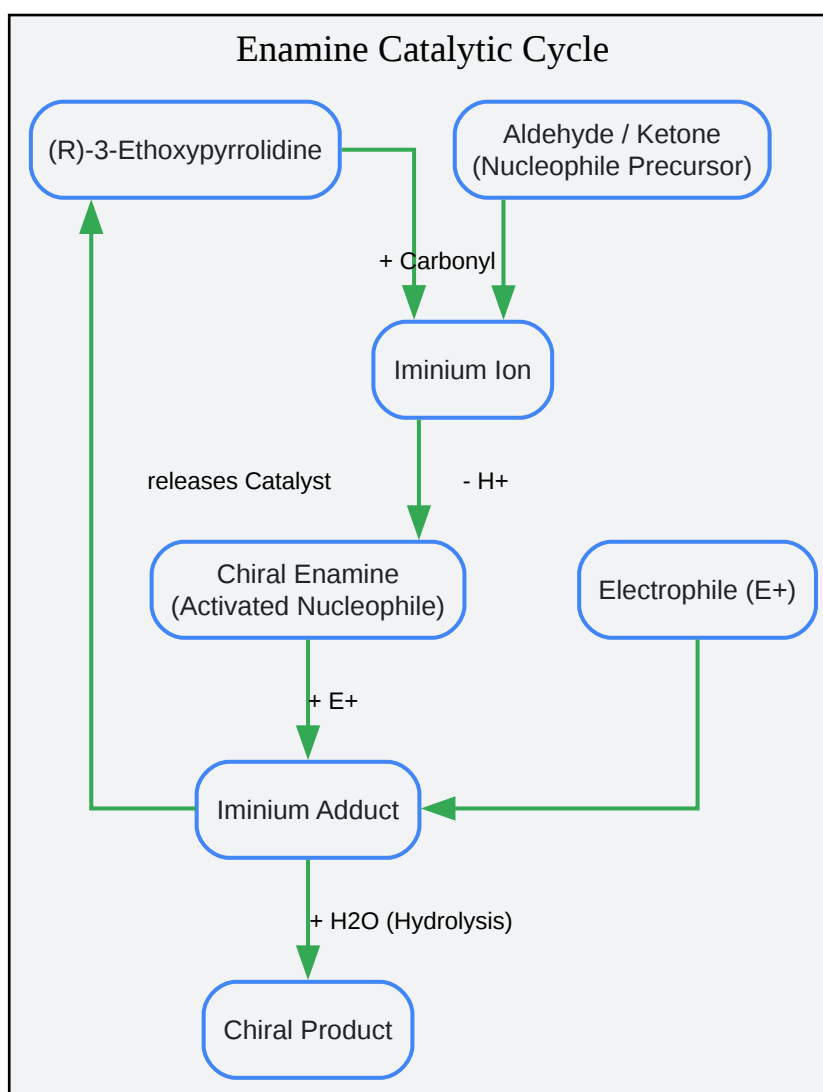 Enamine Catalytic Cycle
(R)-3-Ethoxypyrrolidine
Aldehyde / Ketone
(Nucleophile Precursor)
+ Carbonyl
Iminium Ion
releases Catalyst
- H+
Chiral Enamine
(Activated Nucleophile)
Electrophile (E+)
+ E+
Iminium Adduct
+ H2O (Hydrolysis)
Chiral Product